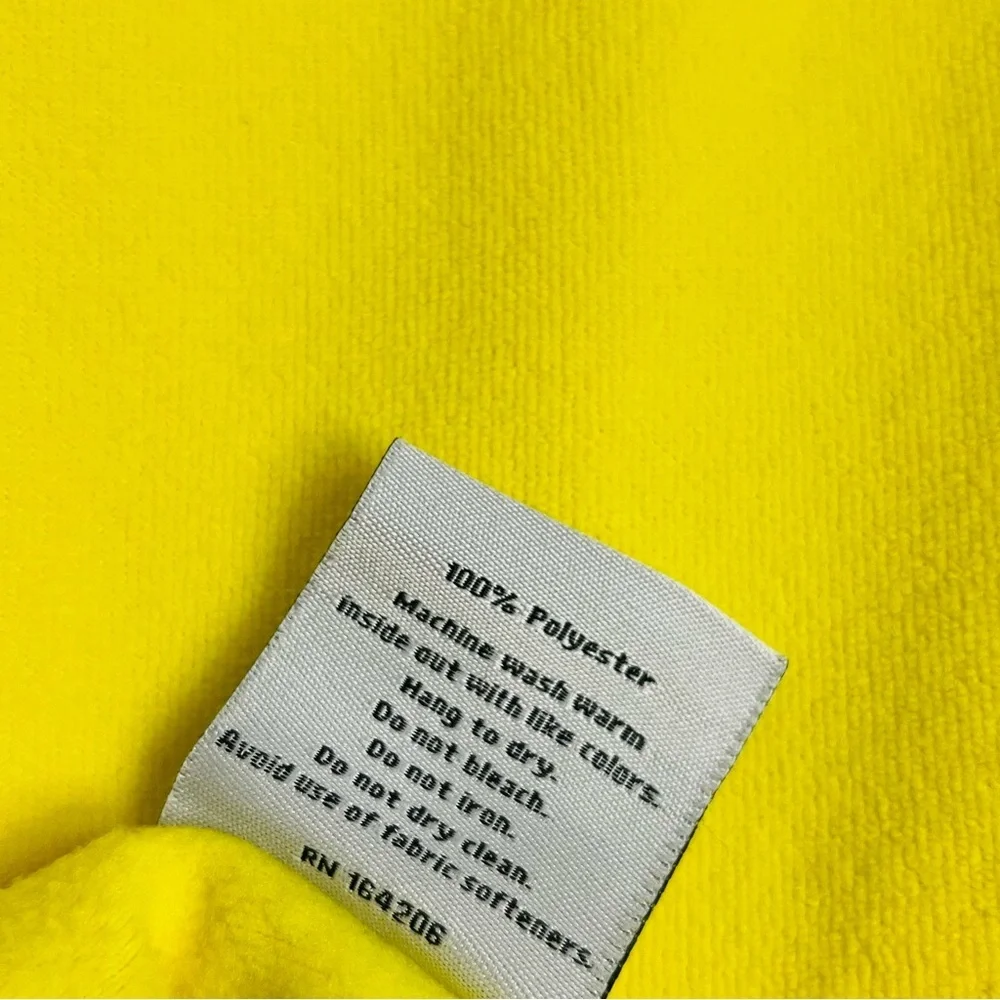 100% Polyester
Machine wash warm
inside out with like colors.
Hang to dry.
Do not bleach.
Do not iron.
Do not dry clean.
Avoid use of fabric softeners.
RN 164206